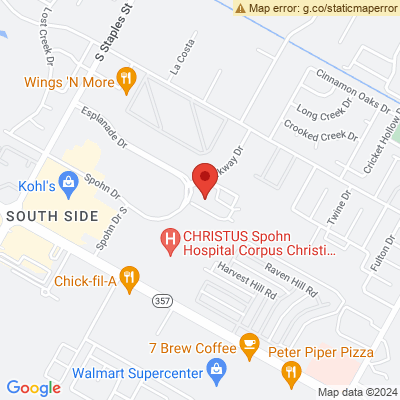 Map error: g.co/staticmaperror
S Staples St
Lost Creek Dr
La Costa
Wings 'N More
Cinnamon Oaks Dr
Long Creek Dr
Crooked Creek Dr
Cricket Hollow D
Esplanade Dr
rkway Dr
Kohl's
Spohn Dr
Twine Dr
SOUTH SIDE
Spohn Dr S
CHRISTUS Spohn
Hospital Corpus Christi...
Fulton Dr
Chick-fil-A
Harvest Hill Rd
Raven Hill Rd
357
7 Brew Coffee
Peter Piper Pizza
Walmart Supercenter
Google
Map data ©2024